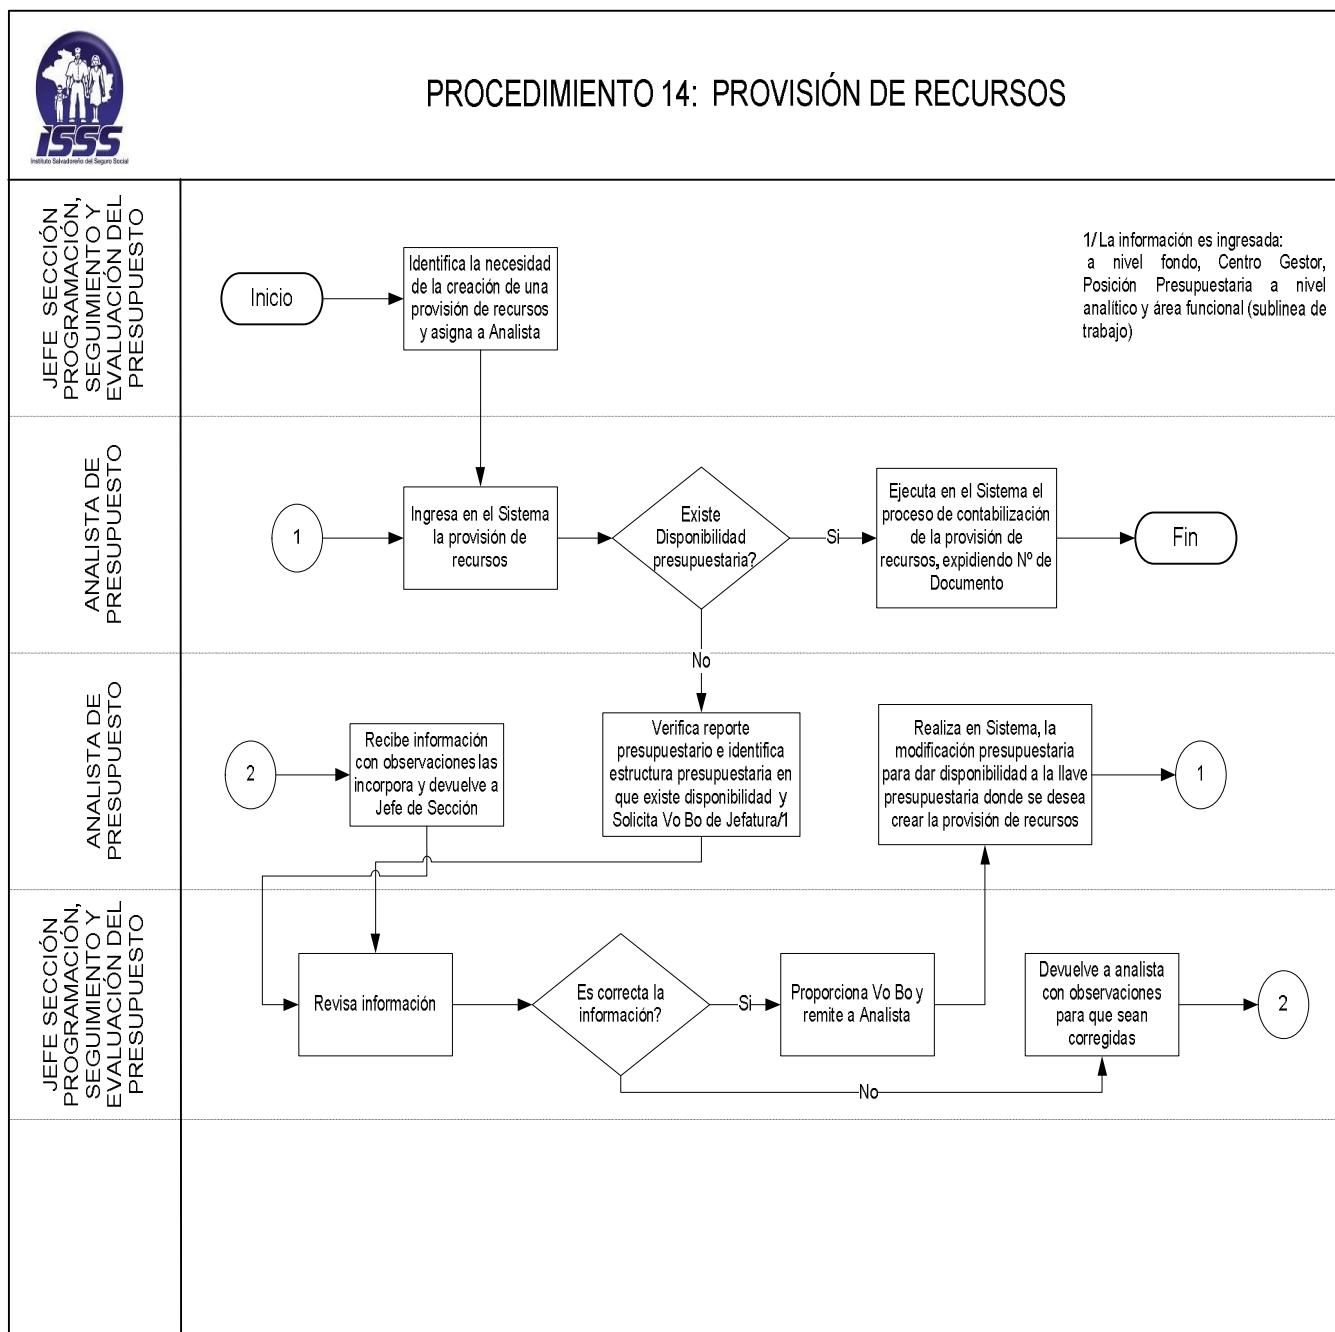 PROCEDIMIENTO 14: PROVISIÓN DE RECURSOS
ISSS
Instituto Salvadoreño del Seguro Social
JEFE SECCIÓN
PROGRAMACIÓN,
SEGUIMIENTO Y
EVALUACIÓN DEL
PRESUPUESTO
Inicio
Identifica la necesidad
de la creación de una
provisión de recursos
y asigna a Analista
1/ La información es ingresada:
a nivel fondo, Centro Gestor,
Posición Presupuestaria a nivel
analítico y área funcional (sublinea de
trabajo)
ANALISTA DE
PRESUPUESTO
1
Ingresa en el Sistema
la provisión de
recursos
Existe
Disponibilidad
presupuestaria?
Si
Ejecuta en el Sistema el
proceso de contabilización
de la provisión de
recursos, expidiendo Nº de
Documento
Fin
No
ANALISTA DE
PRESUPUESTO
2
Recibe información
con observaciones las
incorpora y devuelve a
Jefe de Sección
Verifica reporte
presupuestario e identifica
estructura presupuestaria en
que existe disponibilidad y
Solicita Vo Bo de Jefatura/1
Realiza en Sistema, la
modificación presupuestaria
para dar disponibilidad a la llave
presupuestaria donde se desea
crear la provisión de recursos
1
JEFE SECCIÓN
PROGRAMACIÓN,
SEGUIMIENTO Y
EVALUACIÓN DEL
PRESUPUESTO
Revisa información
Es correcta la
información?
Si
Proporciona Vo Bo y
remite a Analista
Devuelve a analista
con observaciones
para que sean
corregidas
2
No